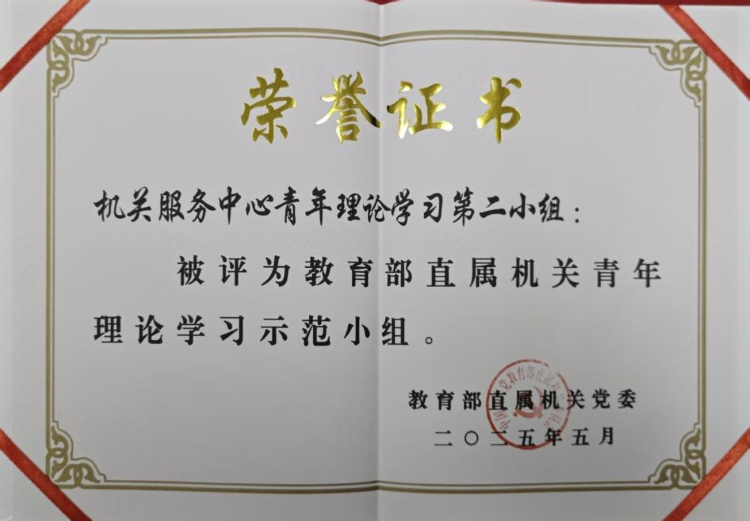 荣誉证书
机关服务中心青年理论学习第二小组：
被评为教育部直属机关青年
理论学习示范小组。
教育部直属机关党委
二〇二五年五月